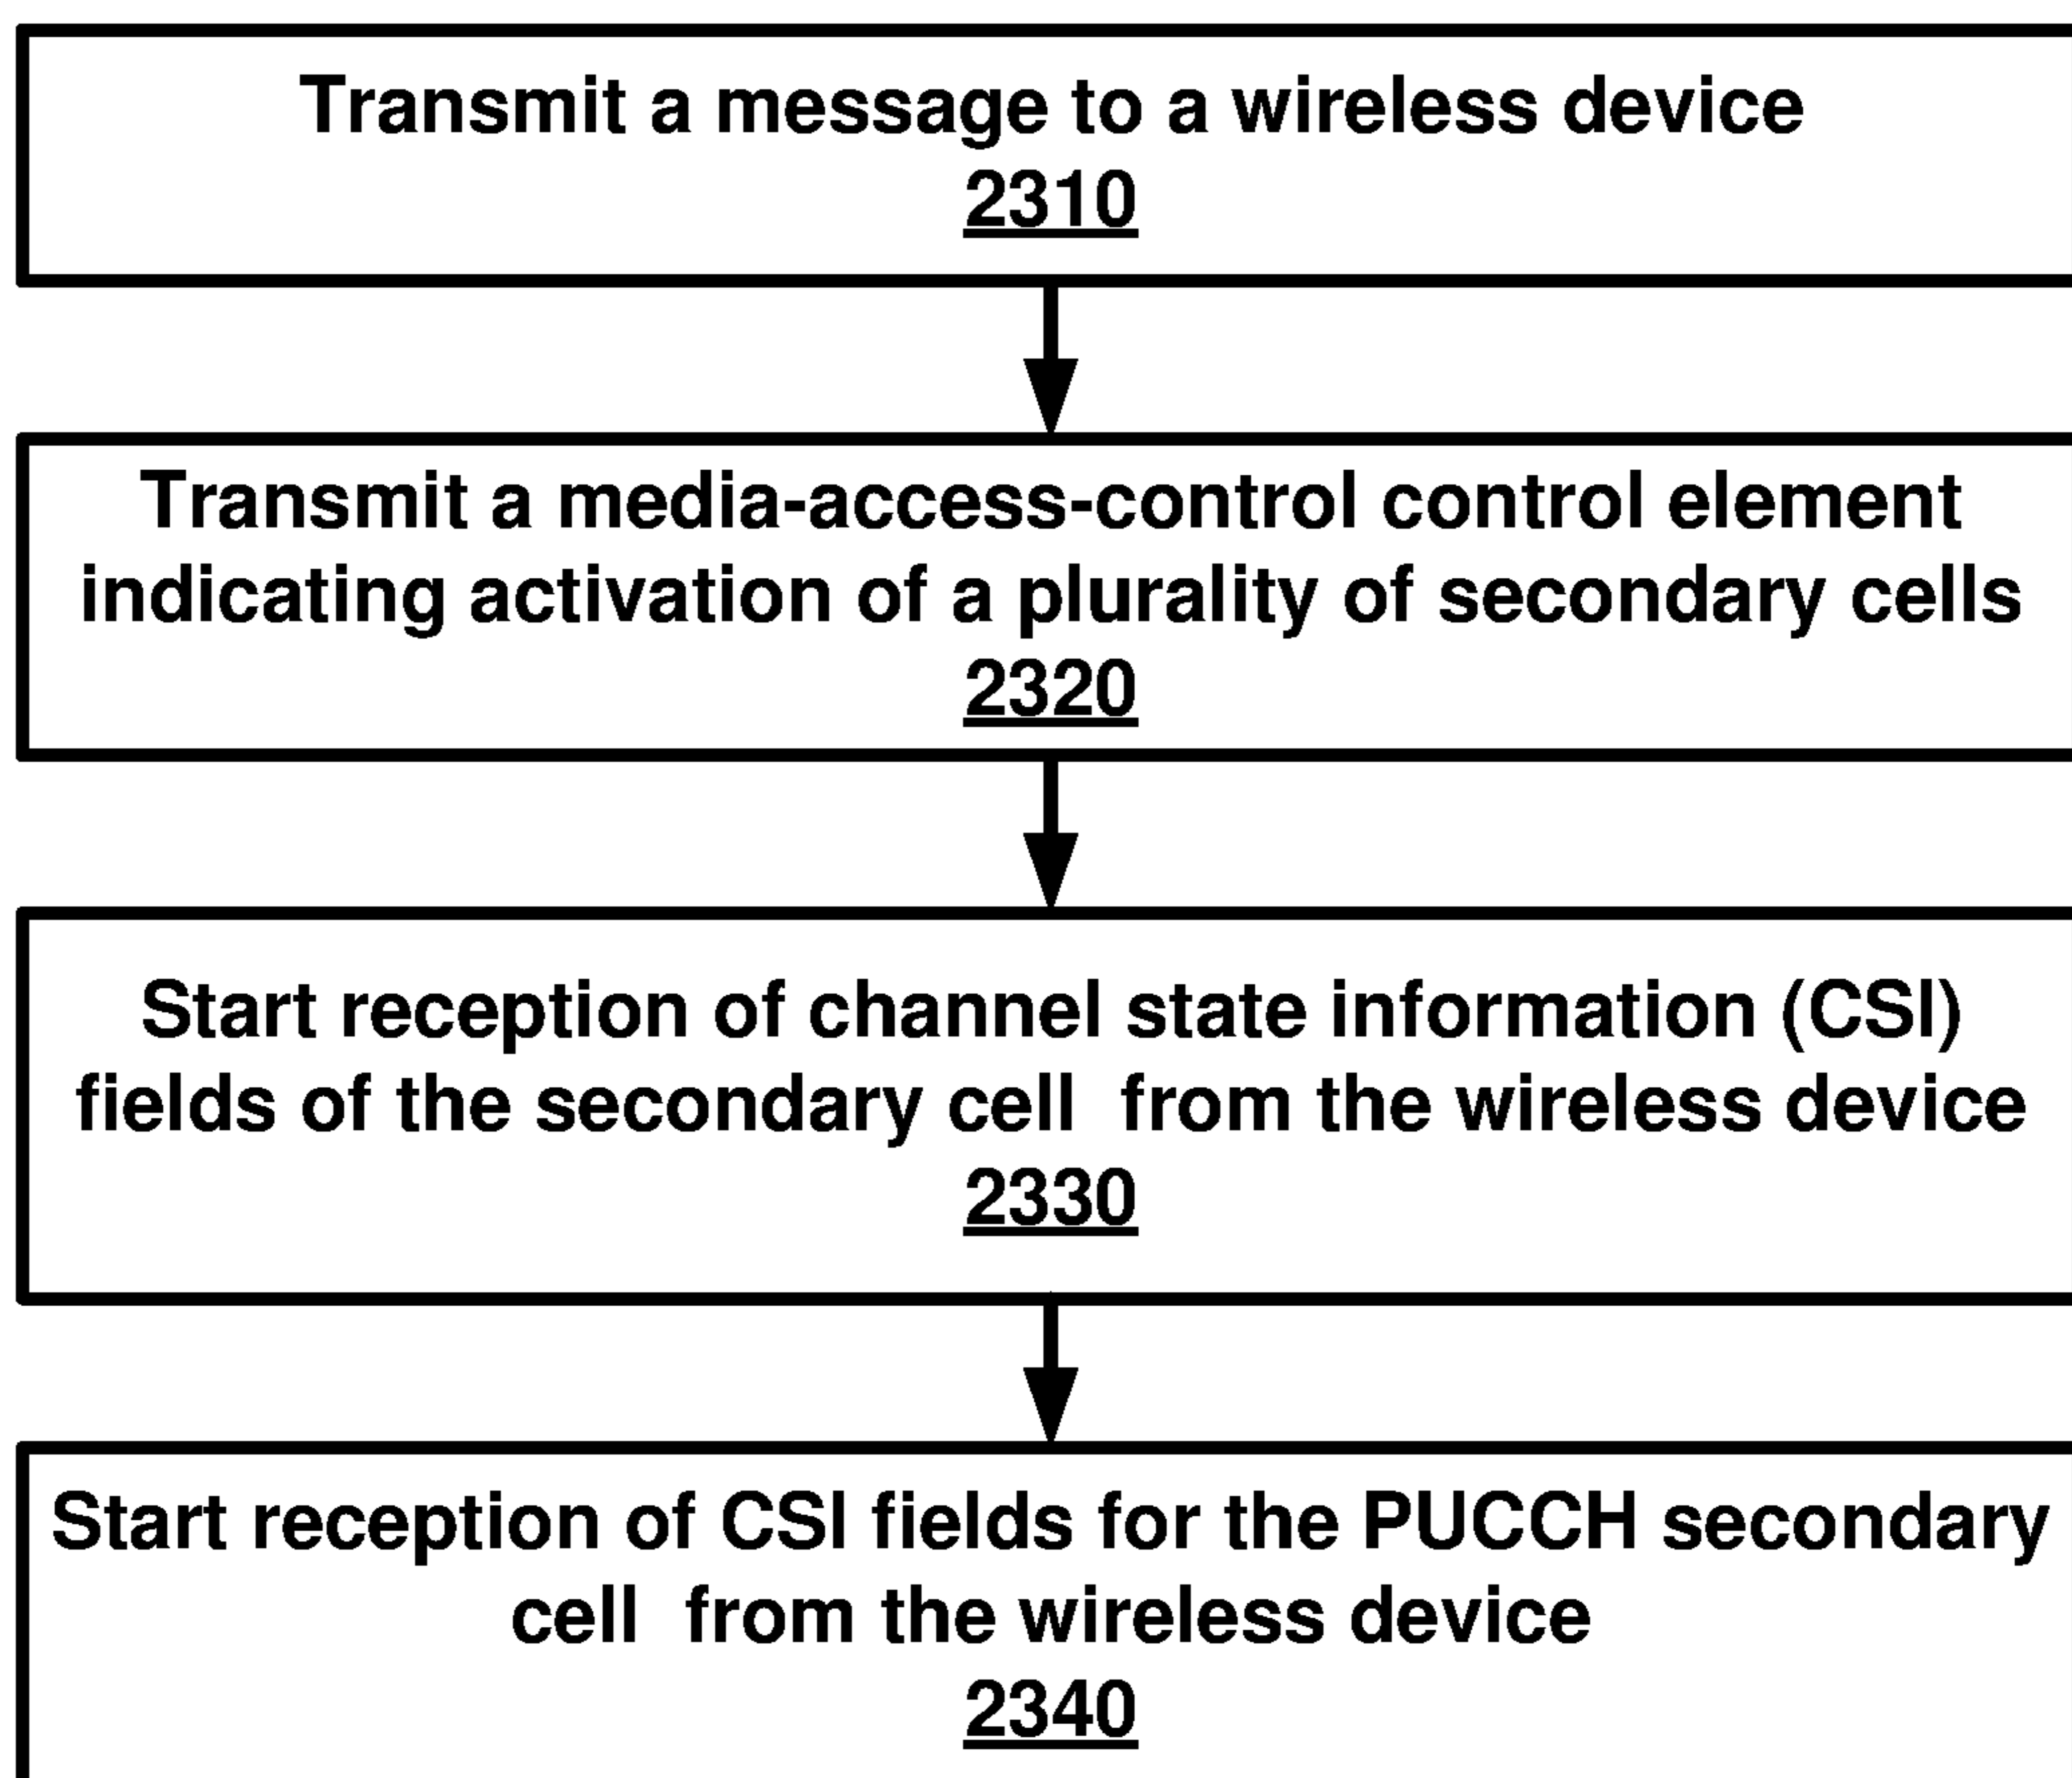 Transmit a message to a wireless device
2310
Transmit a media-access-control control element
indicating activation of a plurality of secondary cells
2320
Start reception of channel state information (CSI)
fields of the secondary cell  from the wireless device
2330
Start reception of CSI fields for the PUCCH secondary
cell  from the wireless device
2340